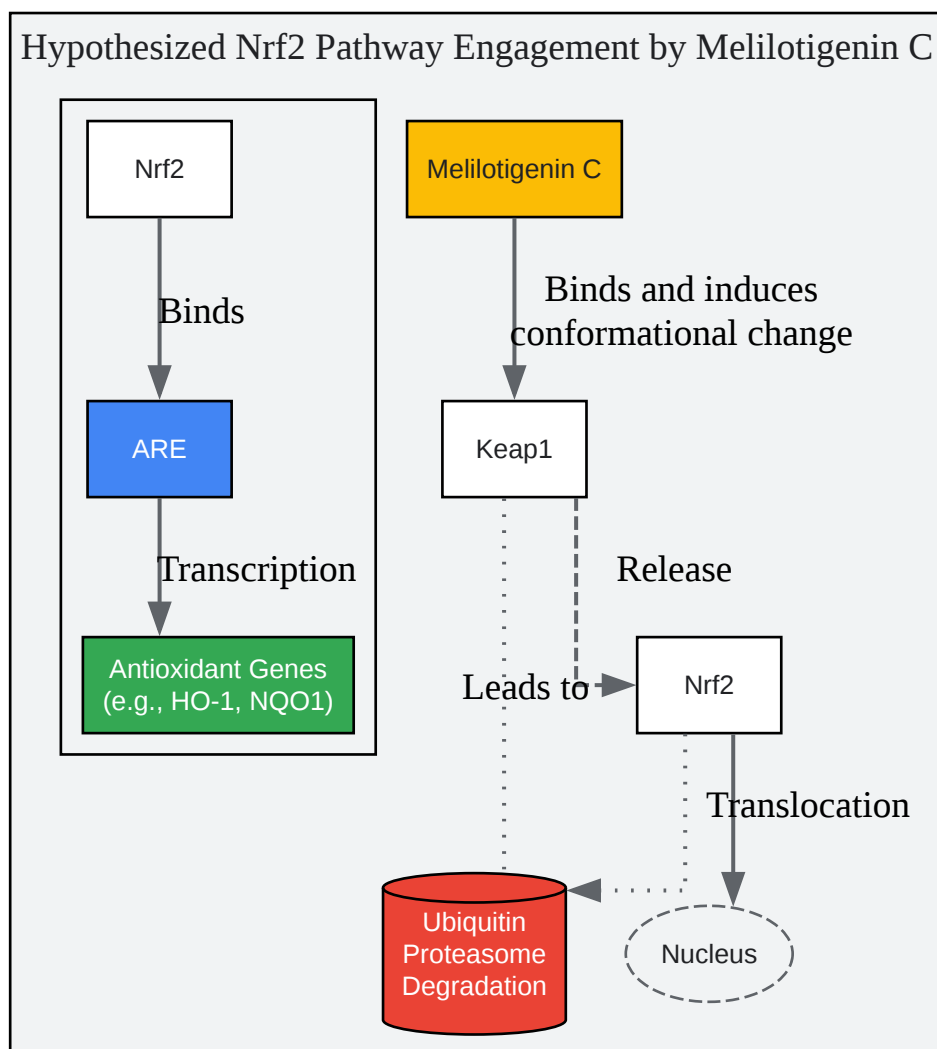 Hypothesized Nrf2 Pathway Engagement by Melilotigenin C
Nrf2
Binds
ARE
Transcription
Antioxidant Genes
(e.g., HO-1, NQO1)
Melilotigenin C
Binds and induces
conformational change
Keap1
Release
Leads to
Nrf2
Translocation
Ubiquitin
Proteasome
Degradation
Nucleus